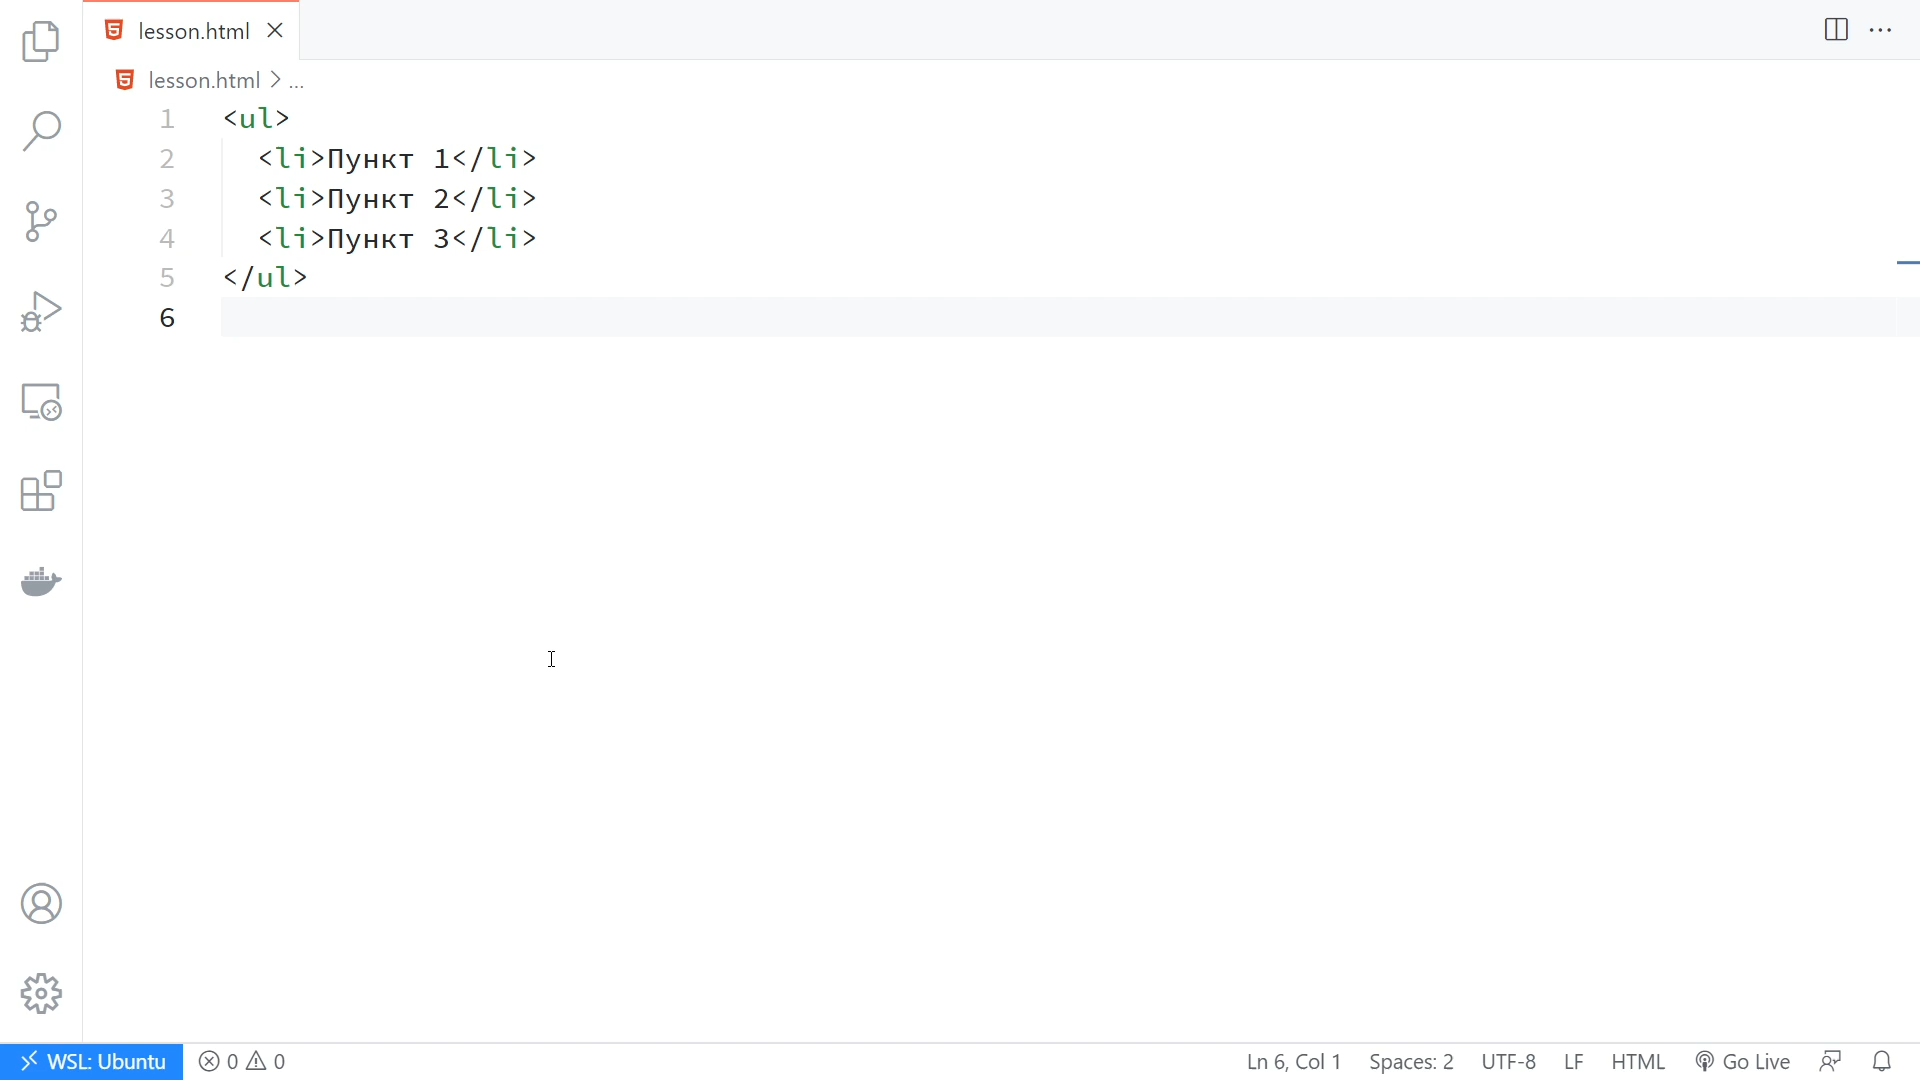 lesson.html
lesson.html > ...
1 <ul>
2   <li>Пункт 1</li>
3   <li>Пункт 2</li>
4   <li>Пункт 3</li>
5 </ul>
6
WSL: Ubuntu 0 0 Ln 6, Col 1 Spaces: 2 UTF-8 LF HTML Go Live